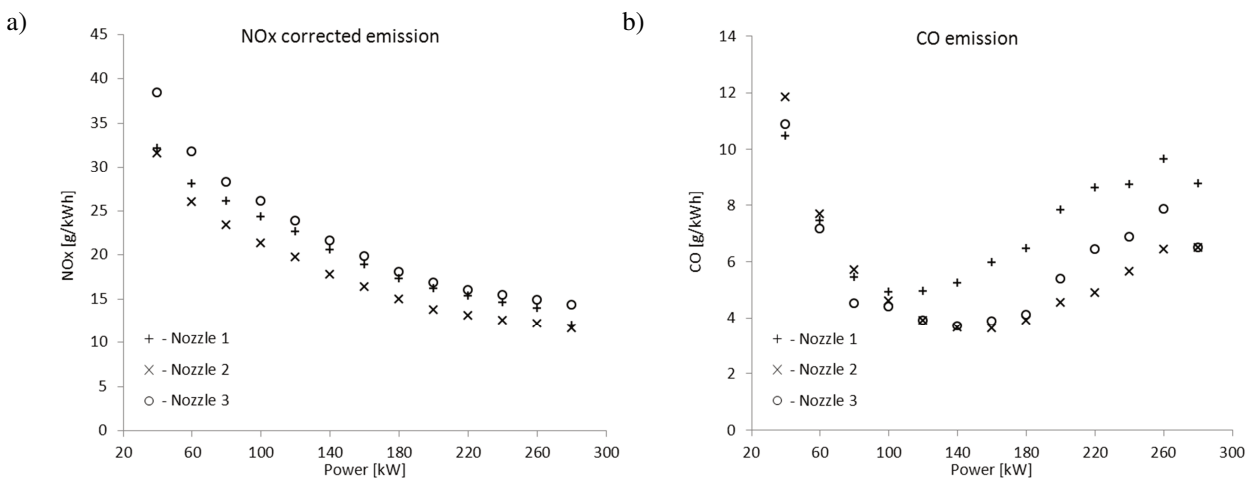 a)
NOx corrected emission
45
40
35
30
25
20
15
10
5
0
NOx [g/kWh]
+ - Nozzle 1
× - Nozzle 2
o - Nozzle 3
20 60 100 140 180 220 260 300
Power [kW]
b)
CO emission
14
12
10
8
6
4
2
0
CO [g/kWh]
+ - Nozzle 1
× - Nozzle 2
o - Nozzle 3
20 60 100 140 180 220 260 300
Power [kW]